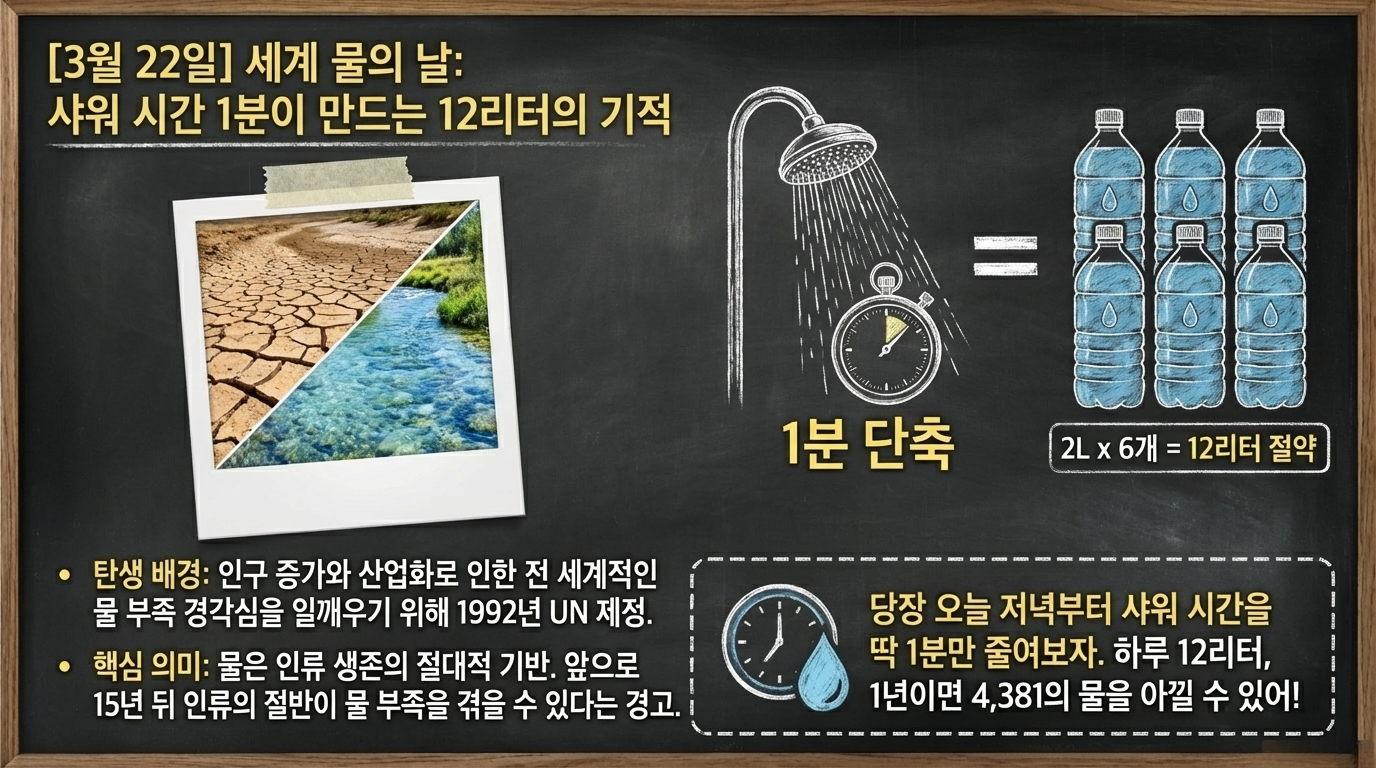 [3월 22일] 세계 물의 날:
샤워 시간 1분이 만드는 12리터의 기적
1분 단축
=
2L x 6개 = 12리터 절약
• 탄생 배경: 인구 증가와 산업화로 인한 전 세계적인
물 부족 경각심을 일깨우기 위해 1992년 UN 제정.
• 핵심 의미: 물은 인류 생존의 절대적 기반. 앞으로
15년 뒤 인류의 절반이 물 부족을 겪을 수 있다는 경고.
당장 오늘 저녁부터 샤워 시간을
딱 1분만 줄여보자. 하루 12리터,
1년이면 4,381의 물을 아낄 수 있어!